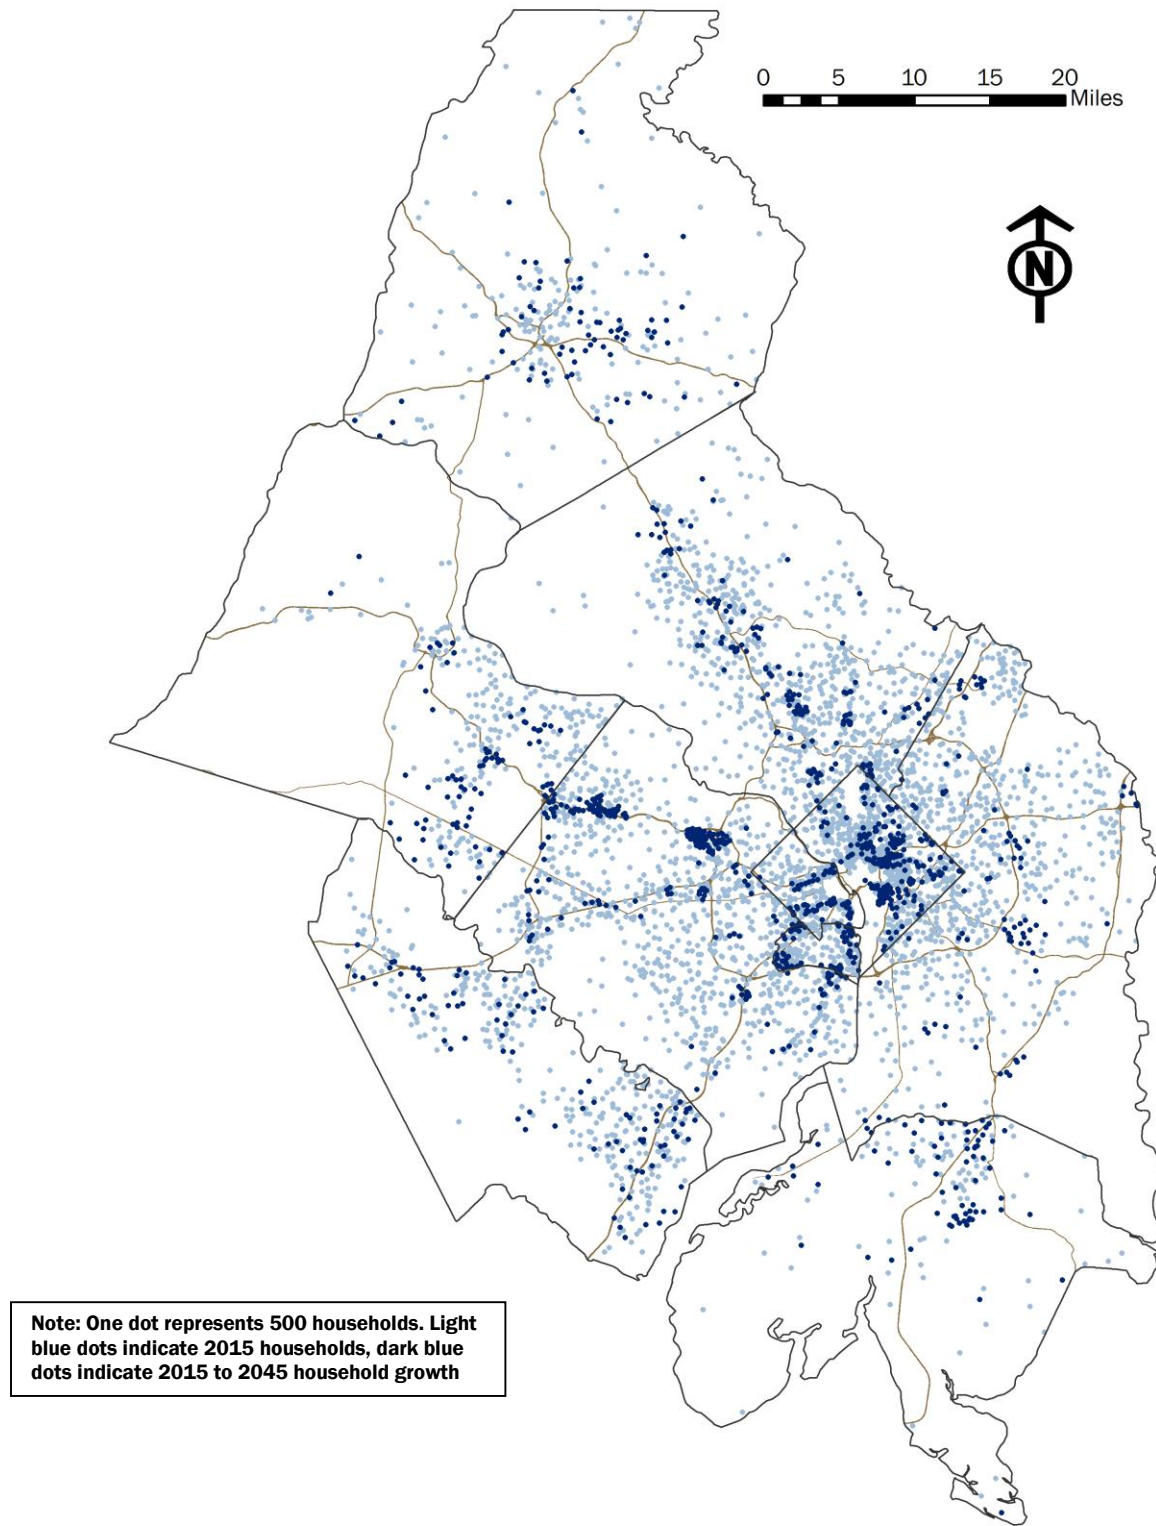 0 5 10 15 20
Miles
N
Note: One dot represents 500 households. Light
blue dots indicate 2015 households, dark blue
dots indicate 2015 to 2045 household growth